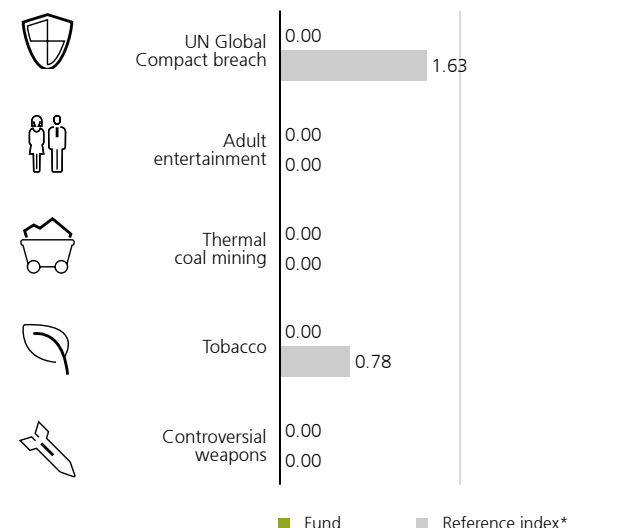 UN Global
Compact breach
0.00
1.63
Adult
entertainment
0.00
0.00
Thermal
coal mining
0.00
0.00
Tobacco
0.00
0.78
Controversial
weapons
0.00
0.00
Fund Reference index*